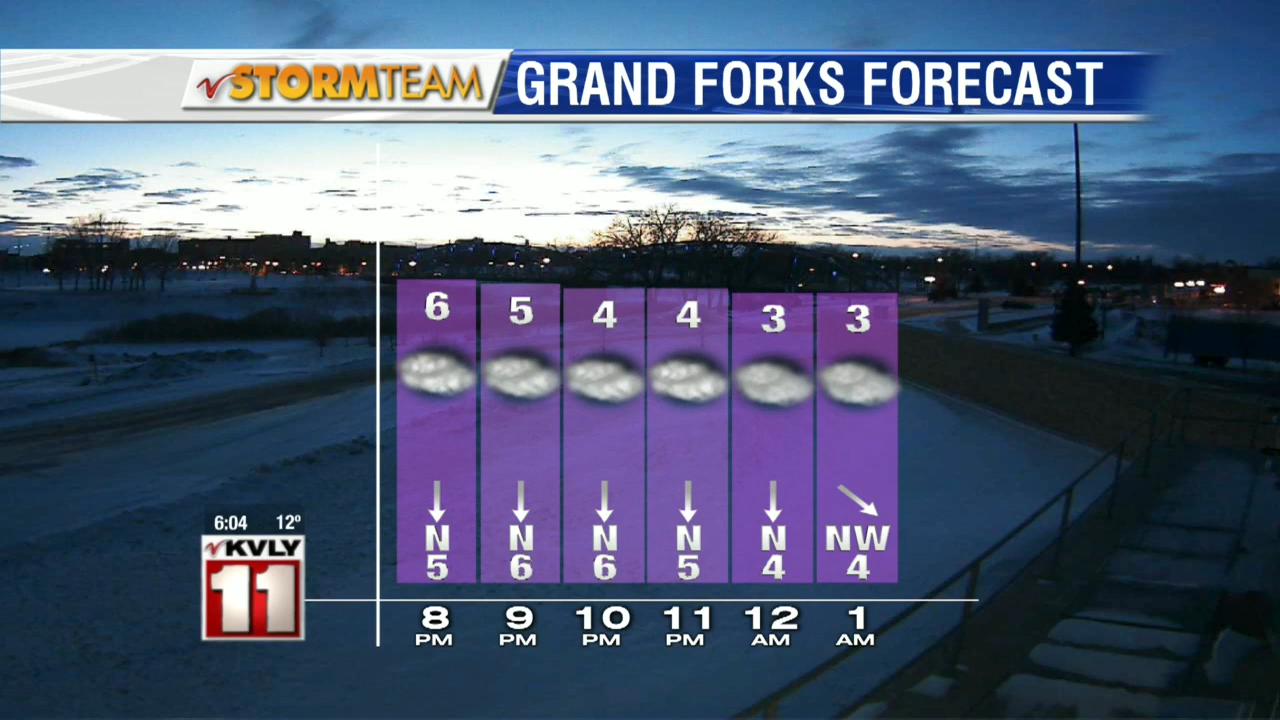 STORMTEAM GRAND FORKS FORECAST
6 5 4 4 3 3
N N N N N NW
5 6 6 5 4 4
6:04 12º
KVLY
11
8 9 10 11 12 1
PM PM PM PM AM AM